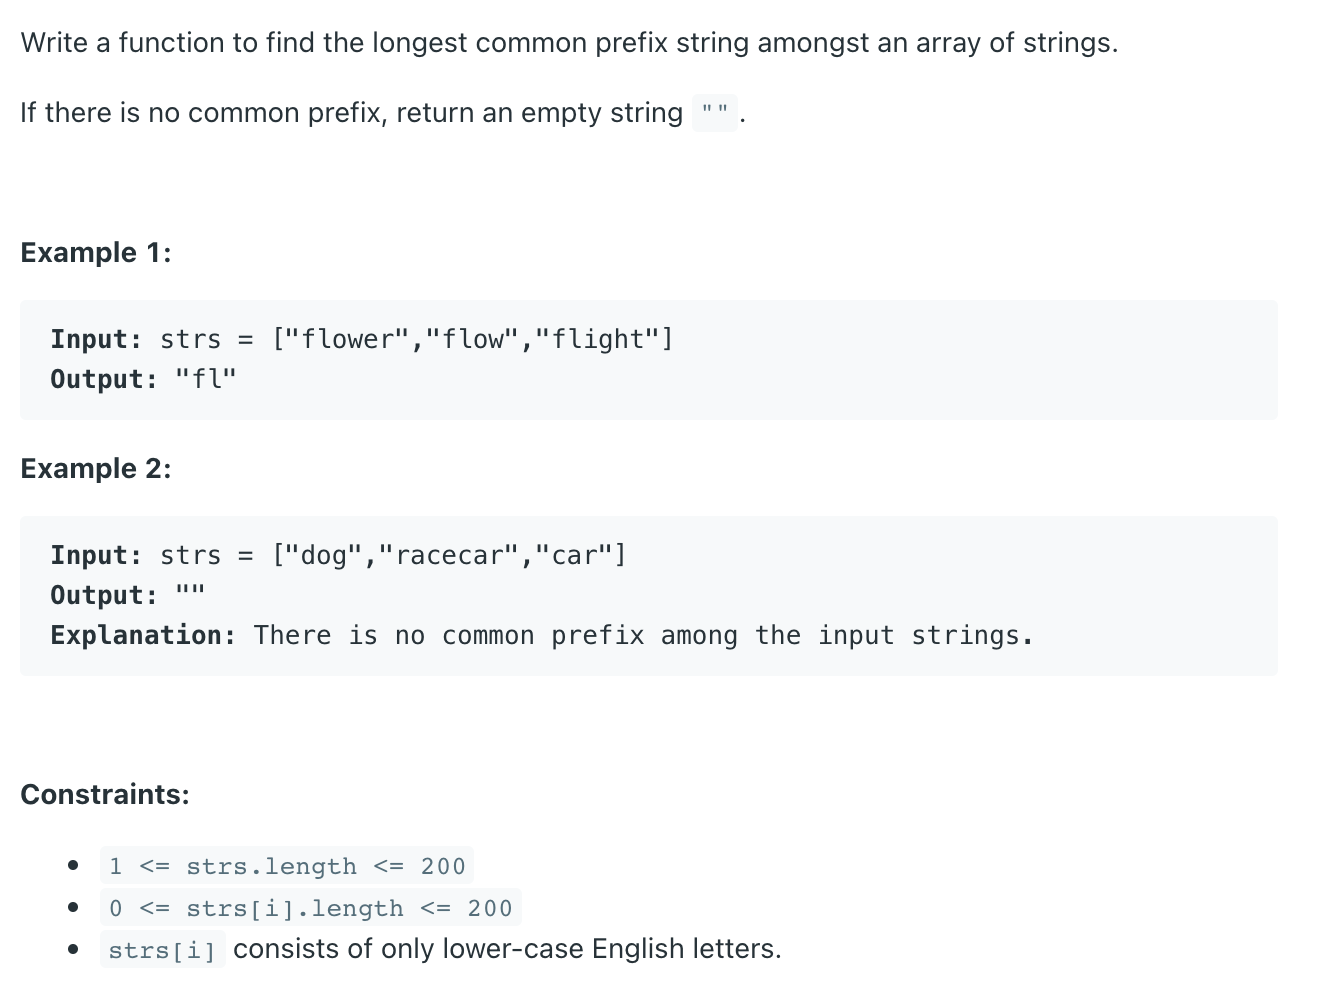 Write a function to find the longest common prefix string amongst an array of strings.
If there is no common prefix, return an empty string "".
Example 1:
Input: strs = ["flower","flow","flight"]
Output: "fl"
Example 2:
Input: strs = ["dog","racecar","car"]
Output: ""
Explanation: There is no common prefix among the input strings.
Constraints:
• 1 <= strs.length <= 200
• 0 <= strs[i].length <= 200
• strs[i] consists of only lower-case English letters.